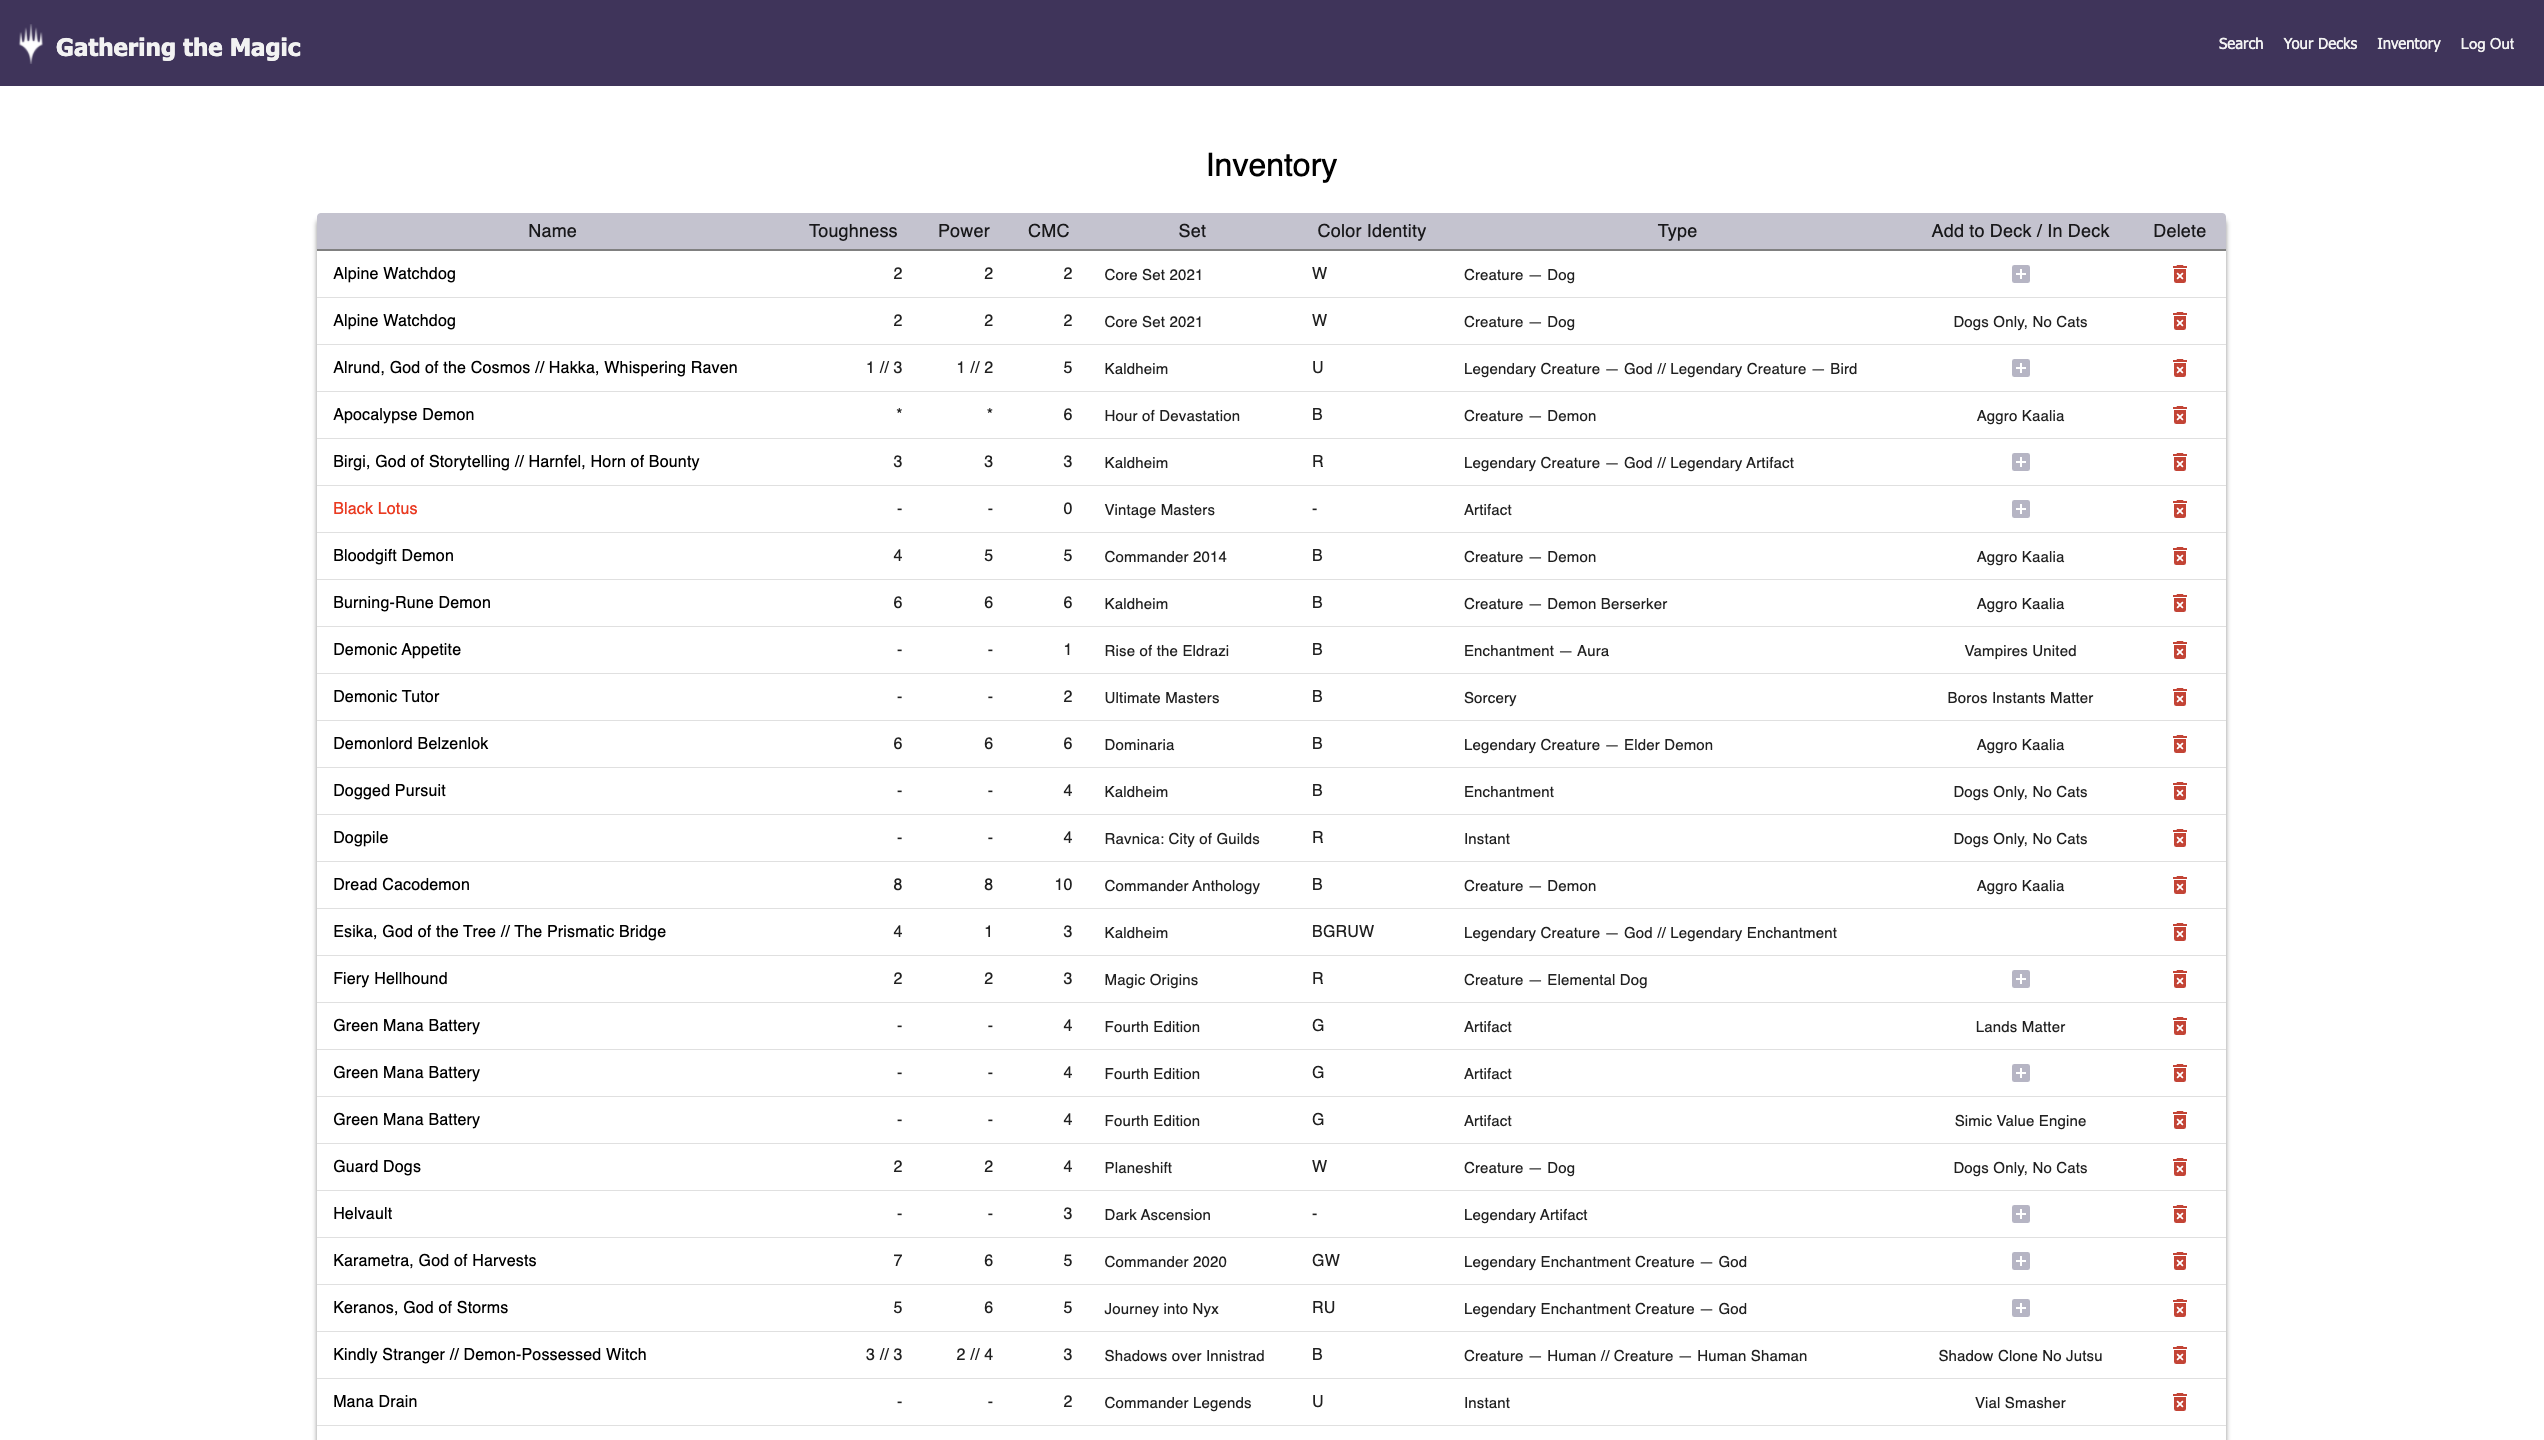 Gathering the Magic
Search Your Decks Inventory Log Out
Inventory
Name Toughness Power CMC Set Color Identity Type Add to Deck / In Deck Delete
Alpine Watchdog 2 2 2 Core Set 2021 W Creature — Dog
Alpine Watchdog 2 2 2 Core Set 2021 W Creature — Dog Dogs Only, No Cats
Alrund, God of the Cosmos // Hakka, Whispering Raven 1 // 3 1 // 2 5 Kaldheim U Legendary Creature — God // Legendary Creature — Bird
Apocalypse Demon * * 6 Hour of Devastation B Creature — Demon Aggro Kaalia
Birgi, God of Storytelling // Harnfel, Horn of Bounty 3 3 3 Kaldheim R Legendary Creature — God // Legendary Artifact
Black Lotus - - 0 Vintage Masters - Artifact
Bloodgift Demon 4 5 5 Commander 2014 B Creature — Demon Aggro Kaalia
Burning-Rune Demon 6 6 6 Kaldheim B Creature — Demon Berserker Aggro Kaalia
Demonic Appetite - - 1 Rise of the Eldrazi B Enchantment — Aura Vampires United
Demonic Tutor - - 2 Ultimate Masters B Sorcery Boros Instants Matter
Demonlord Belzenlok 6 6 6 Dominaria B Legendary Creature — Elder Demon Aggro Kaalia
Dogged Pursuit - - 4 Kaldheim B Enchantment Dogs Only, No Cats
Dogpile - - 4 Ravnica: City of Guilds R Instant Dogs Only, No Cats
Dread Cacodemon 8 8 10 Commander Anthology B Creature — Demon Aggro Kaalia
Esika, God of the Tree // The Prismatic Bridge 4 1 3 Kaldheim BGRUW Legendary Creature — God // Legendary Enchantment
Fiery Hellhound 2 2 3 Magic Origins R Creature — Elemental Dog
Green Mana Battery - - 4 Fourth Edition G Artifact Lands Matter
Green Mana Battery - - 4 Fourth Edition G Artifact
Green Mana Battery - - 4 Fourth Edition G Artifact Simic Value Engine
Guard Dogs 2 2 4 Planeshift W Creature — Dog Dogs Only, No Cats
Helvault - - 3 Dark Ascension - Legendary Artifact
Karametra, God of Harvests 7 6 5 Commander 2020 GW Legendary Enchantment Creature — God
Keranos, God of Storms 5 6 5 Journey into Nyx RU Legendary Enchantment Creature — God
Kindly Stranger // Demon-Possessed Witch 3 // 3 2 // 4 3 Shadows over Innistrad B Creature — Human // Creature — Human Shaman Shadow Clone No Jutsu
Mana Drain - - 2 Commander Legends U Instant Vial Smasher